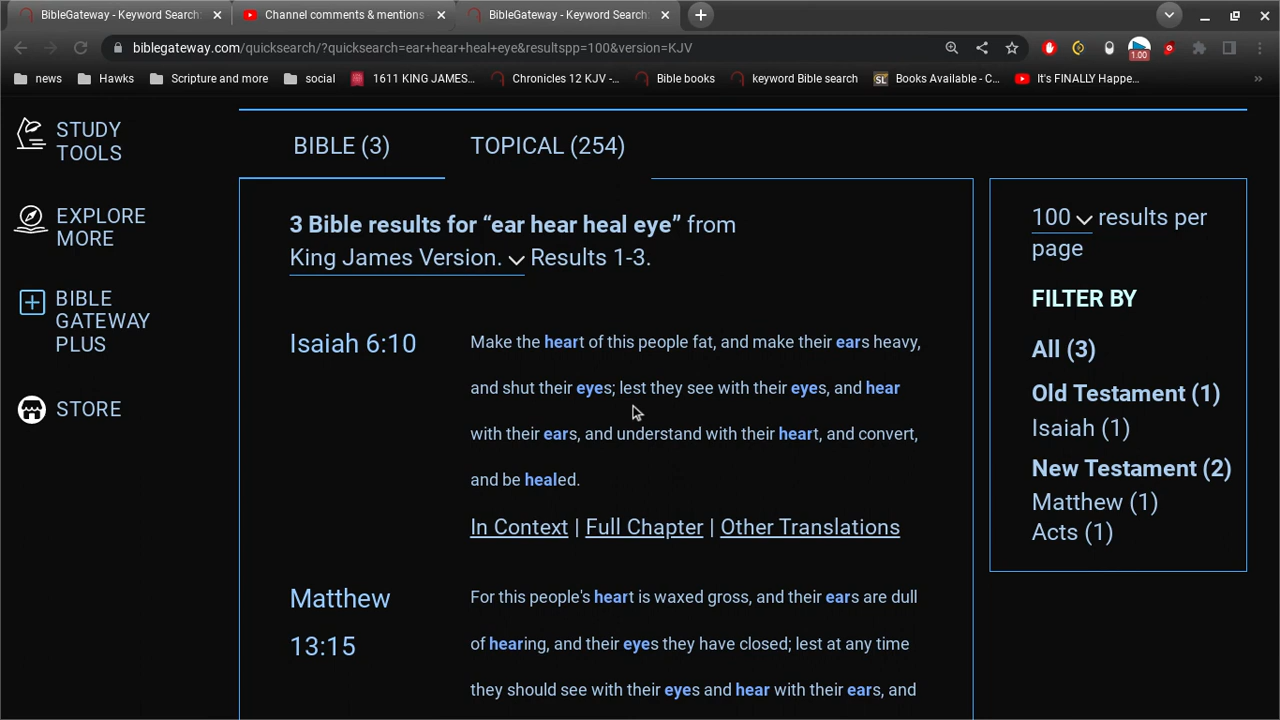 BibleGateway - Keyword Search:
Channel comments & mentions -
BibleGateway - Keyword Search:
biblegateway.com/quicksearch/?quicksearch=ear+hear+heal+eye&resultspp=100&version=KJV
1.00
news
Hawks
Scripture and more
social
1611 KING JAMES...
Chronicles 12 KJV -...
Bible books
keyword Bible search
SL
Books Available - C...
It's FINALLY Happe...
»
STUDY
TOOLS
EXPLORE
MORE
BIBLE
GATEWAY
PLUS
STORE
BIBLE (3)
TOPICAL (254)
3 Bible results for “ear hear heal eye” from
King James Version. Results 1-3.
Isaiah 6:10
Make the heart of this people fat, and make their ears heavy,
and shut their eyes; lest they see with their eyes, and hear
with their ears, and understand with their heart, and convert,
and be healed.
In Context | Full Chapter | Other Translations
Matthew
13:15
For this people's heart is waxed gross, and their ears are dull
of hearing, and their eyes they have closed; lest at any time
they should see with their eyes and hear with their ears, and
100 results per
page
FILTER BY
All (3)
Old Testament (1)
Isaiah (1)
New Testament (2)
Matthew (1)
Acts (1)